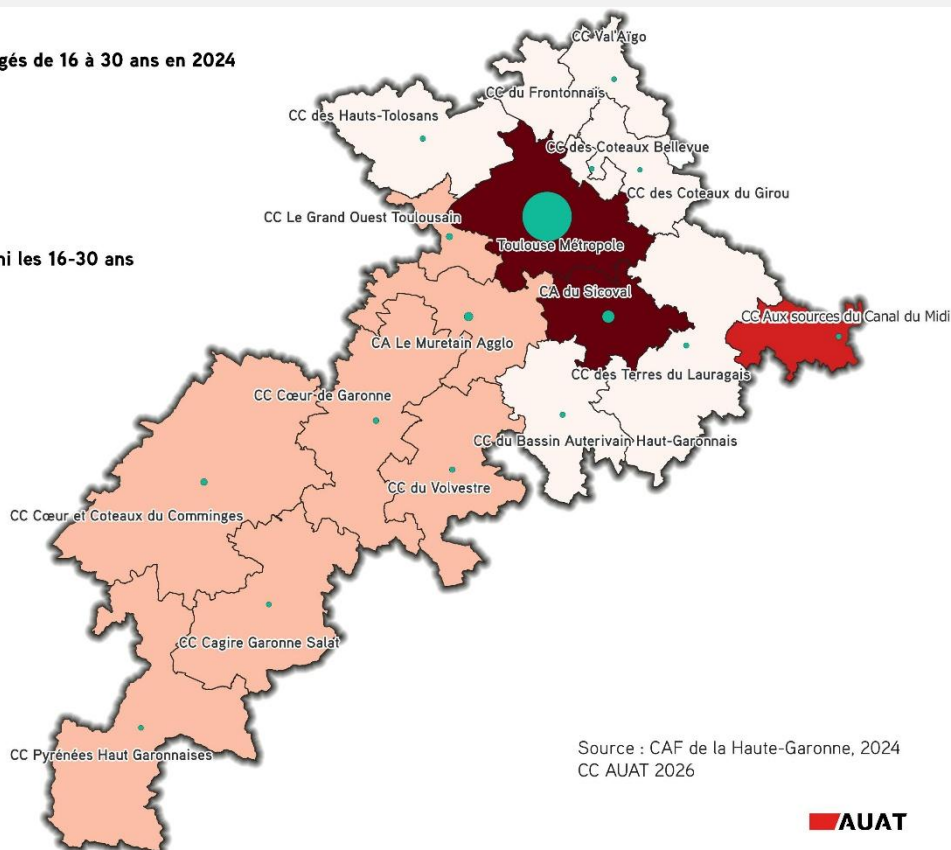 gés de 16 à 30 ans en 2024
ni les 16-30 ans
CC Val'Aïgo
CC du Frontonnais
CC des Hauts-Tolosans
CC des Coteaux Bellevue
CC des Coteaux du Girou
CC Le Grand Ouest Toulousain
Toulouse Métropole
CA du Sicoval
CC Aux sources du Canal du Midi
CA Le Muretain Agglo
CC des Terres du Lauragais
CC Cœur de Garonne
CC du Bassin Auterivain Haut-Garonnais
CC du Volvestre
CC Cœur et Coteaux du Comminges
CC Cagire Garonne Salat
CC Pyrénées Haut Garonnaises
Source : CAF de la Haute-Garonne, 2024
CC AUAT 2026
AUAT